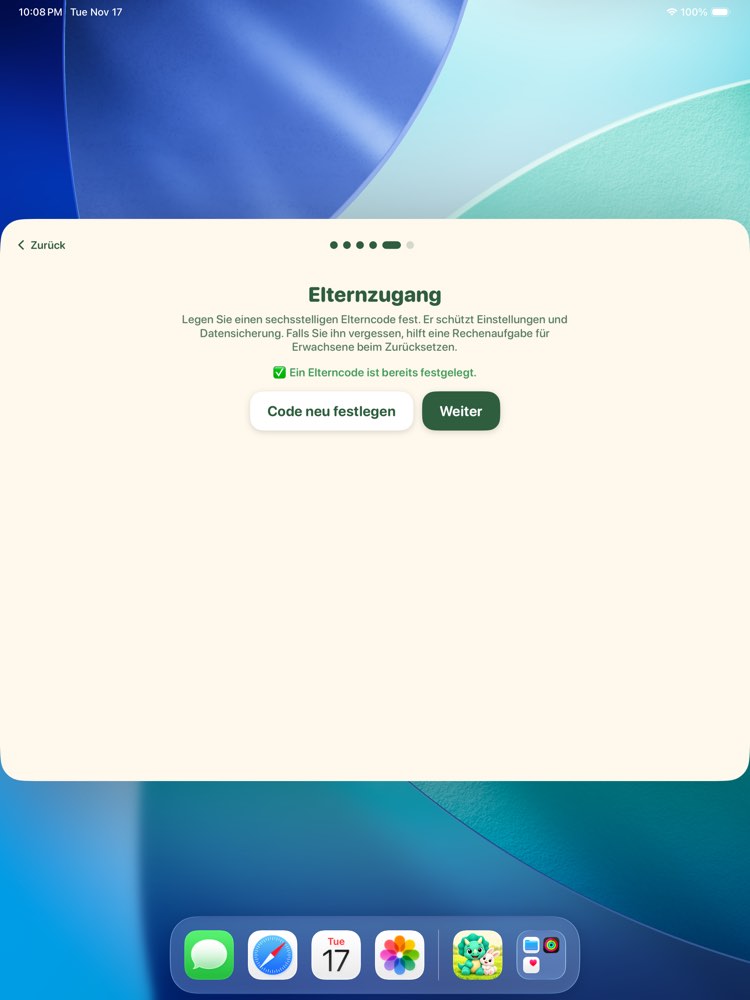 10:08 PM Tue Nov 17
100%
Zurück
Elternzugang
Legen Sie einen sechsstelligen Elterncode fest. Er schützt Einstellungen und
Datensicherung. Falls Sie ihn vergessen, hilft eine Rechenaufgabe für
Erwachsene beim Zurücksetzen.
Ein Elterncode ist bereits festgelegt.
Code neu festlegen
Weiter
Tue
17